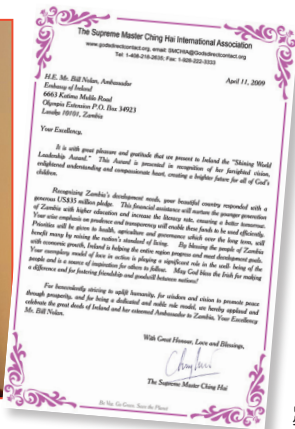 The Supreme Master Ching Hai International Association
www.godsdirectcontact.org, email: SMCHIA@Godsdirectcontact.org
Tel: 1-408-218-2635; Fax: 1-928-222-3333
April 11, 2009
H.E. Mr. Bill Nolan, Ambassador
Embassy of Ireland
6663 Katima Mulilo Road
Olympia Extension P.O. Box 34923
Lusaka 10101, Zambia
Your Excellency,
It is with great pleasure and gratitude that we present to Ireland the "Shining World
Leadership Award." This Award is presented in recognition of her farsighted vision,
enlightened understanding and compassionate heart, creating a brighter future for all of God's
children.
Recognizing Zambia's development needs, your beautiful country responded with a
generous US$35 million pledge. This financial assistance will nurture the younger generation
of Zambia with higher education and increase the literacy rate, ensuring a better tomorrow.
Your wise emphasis on prudence and transparency will enable these funds to be used efficiently.
Priorities will be given to health, agriculture and governance which over the long term, will
benefit many by raising the nation's standard of living. By blessing the people of Zambia
with economic growth, Ireland is helping the entire region progress and meet development goals.
Your exemplary model of love in action is playing a significant role in the well- being of the
people and is a source of inspiration for others to follow. May God bless the Irish for making
a difference and for fostering friendship and goodwill between nations!
For benevolently striving to uplift humanity, for wisdom and vision to promote peace
through prosperity, and for being a dedicated and noble role model, we hereby applaud and
celebrate the great deeds of Ireland and her esteemed Ambassador to Zambia, Your Excellency
Mr. Bill Nolan.
With Great Honour, Love and Blessings,
The Supreme Master Ching Hai
Be Veg, Go Green, Save the Planet